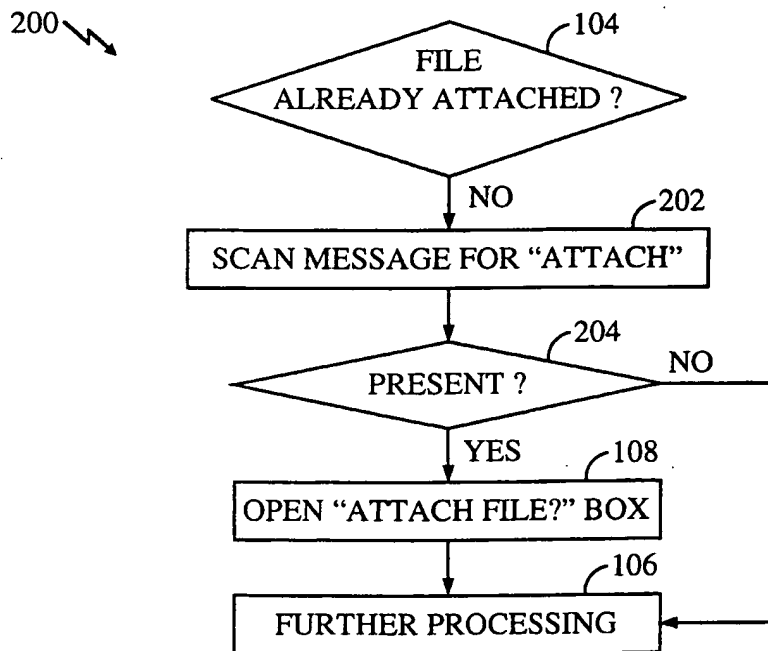 200
104
FILE
ALREADY ATTACHED ?
NO
202
SCAN MESSAGE FOR “ATTACH”
204
PRESENT ?
NO
YES
108
OPEN “ATTACH FILE?” BOX
106
FURTHER PROCESSING